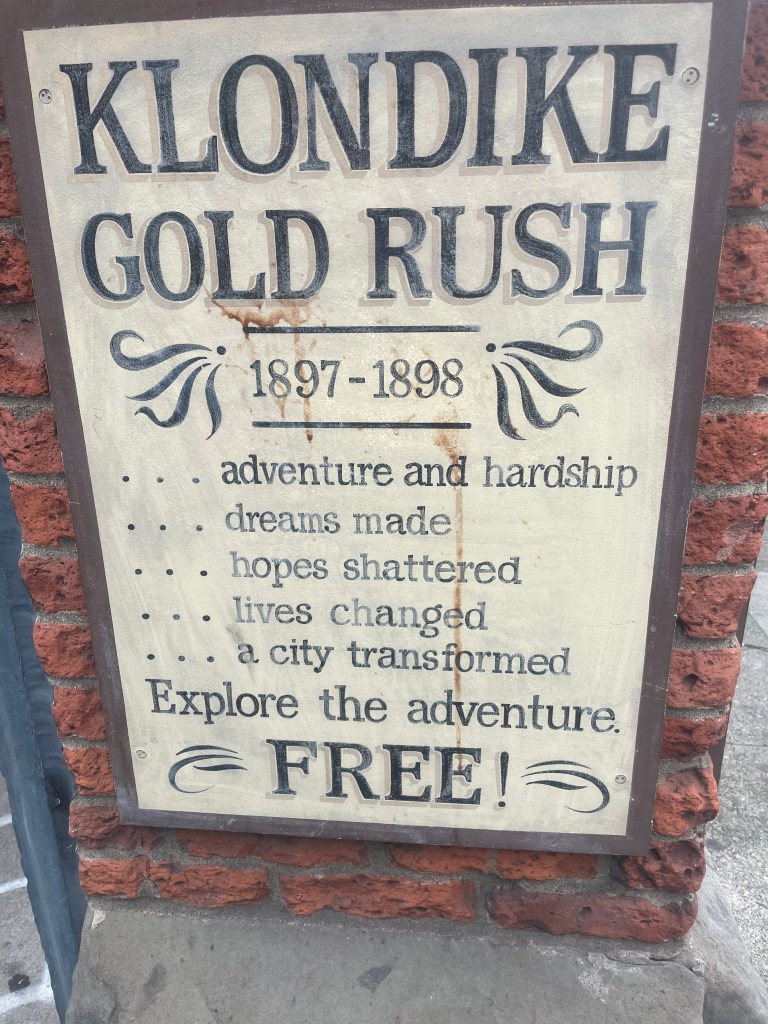 KLONDIKE
GOLD RUSH
1897-1898
. . . adventure and hardship
. . . dreams made
. . . hopes shattered
. . . lives changed
. . . a city transformed
Explore the adventure.
FREE!